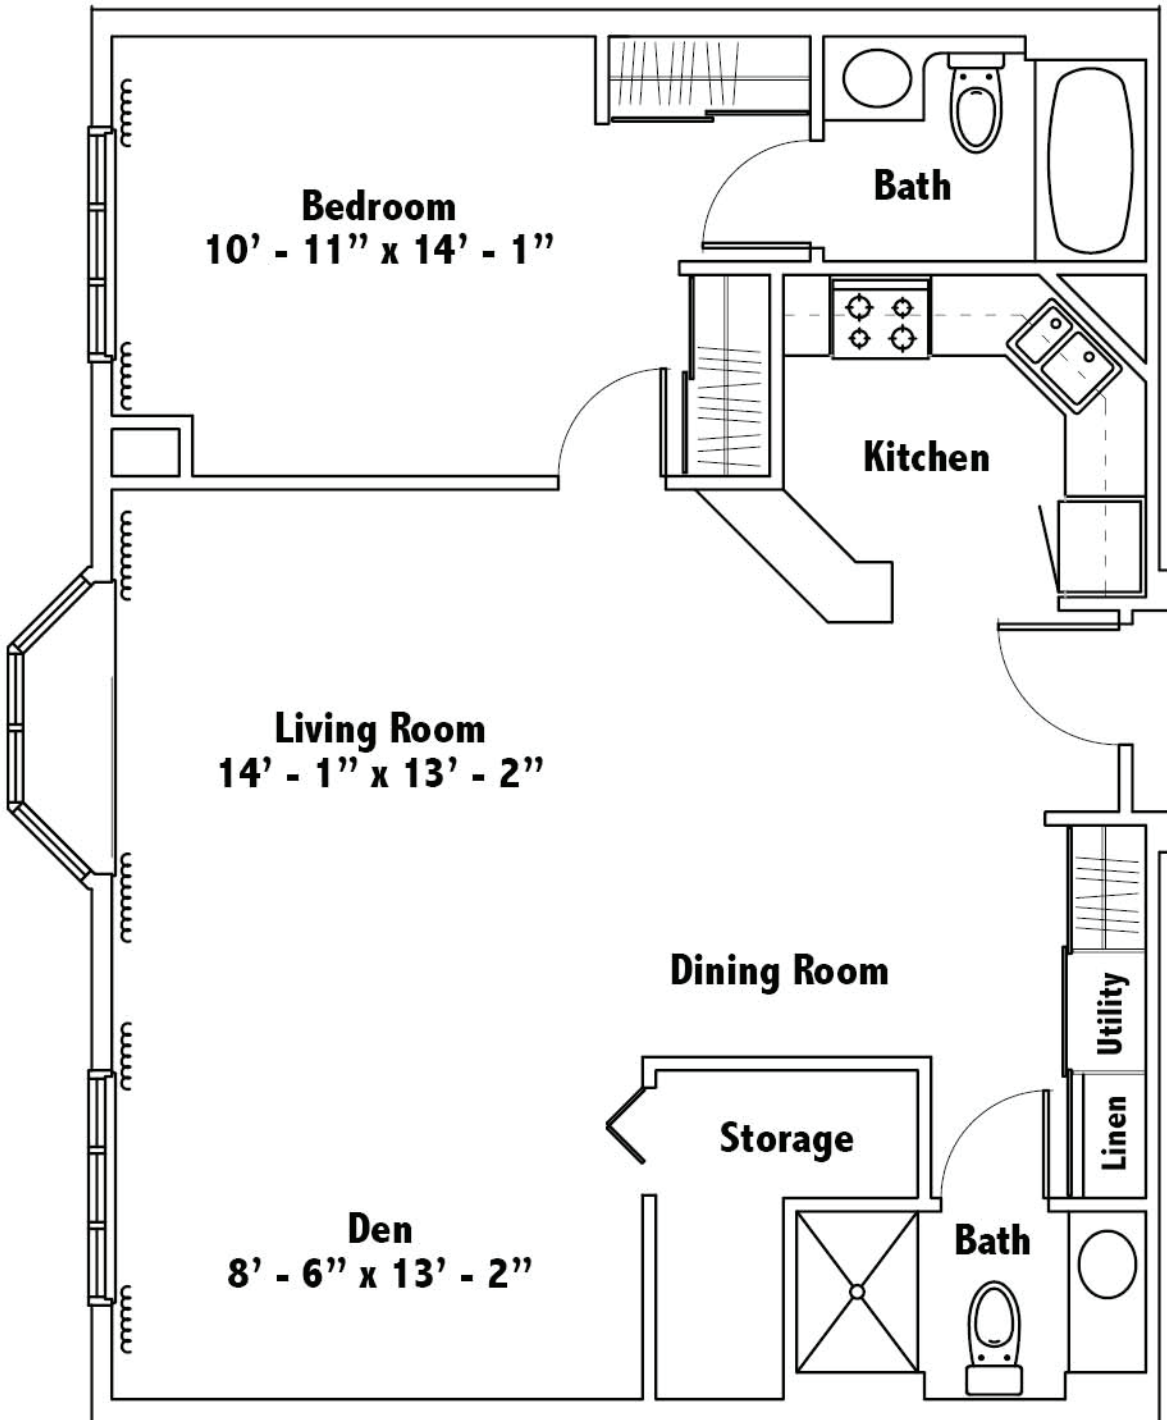 Bedroom
10’ - 11” x 14’ - 1”
Bath
Kitchen
Living Room
14’ - 1” x 13’ - 2”
Dining Room
Utility
Linen
Storage
Den
8’ - 6” x 13’ - 2”
Bath